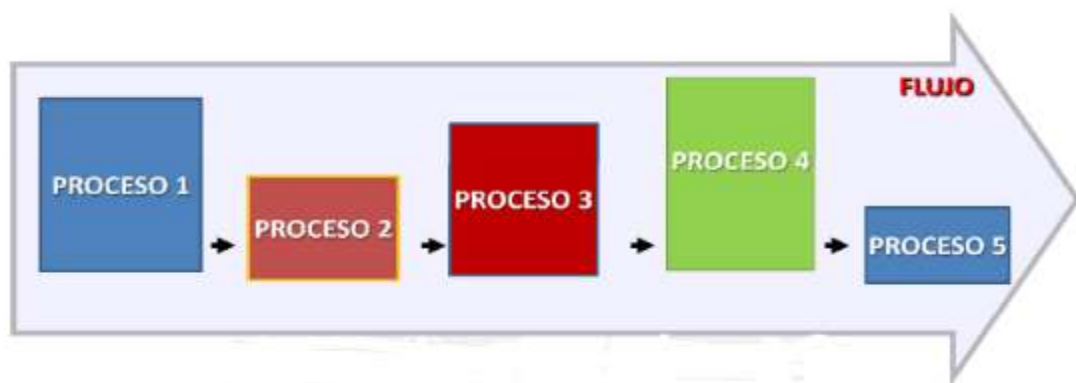 FLUJO
PROCESO 1
PROCESO 2
PROCESO 3
PROCESO 4
PROCESO 5